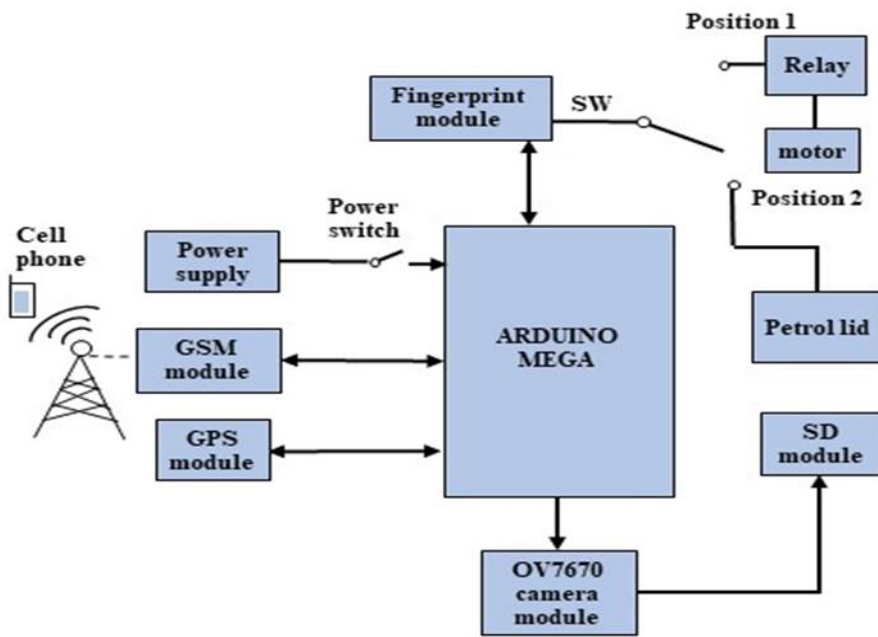 Position 1
Relay
Fingerprint
module
SW
motor
Position 2
Power
switch
Cell
phone
Power
supply
Petrol lid
ARDUINO
MEGA
GSM
module
GPS
module
SD
module
OV7670
camera
module